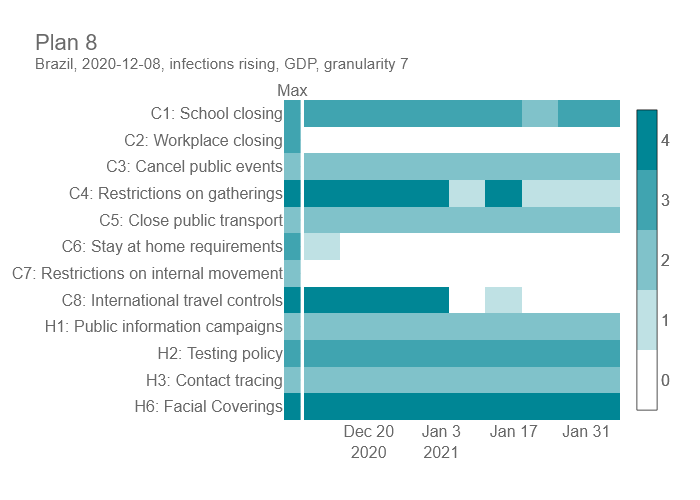 Plan 8
Brazil, 2020-12-08, infections rising, GDP, granularity 7
Max
C1: School closing
C2: Workplace closing
C3: Cancel public events
C4: Restrictions on gatherings
C5: Close public transport
C6: Stay at home requirements
C7: Restrictions on internal movement
C8: International travel controls
H1: Public information campaigns
H2: Testing policy
H3: Contact tracing
H6: Facial Coverings
Dec 20 Jan 3 Jan 17 Jan 31
2020 2021
4
3
2
1
0